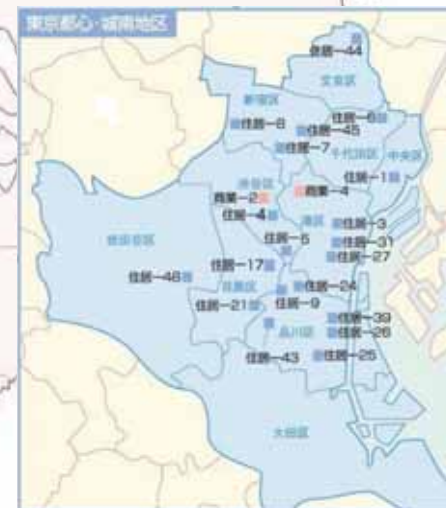 東京都心・城南地区
住居-44
文京区
新宿区
住居-6
住居-8
住居-45
住居-7
千代田区
中央区
住居-1
渋谷区
商業-2
商業-4
住居-4
港区
住居-3
世田谷区
住居-5
住居-31
住居-27
住居-17
住居-46
目黒区
住居-24
住居-21
住居-9
住居-39
品川区
住居-26
住居-43
住居-25
大田区